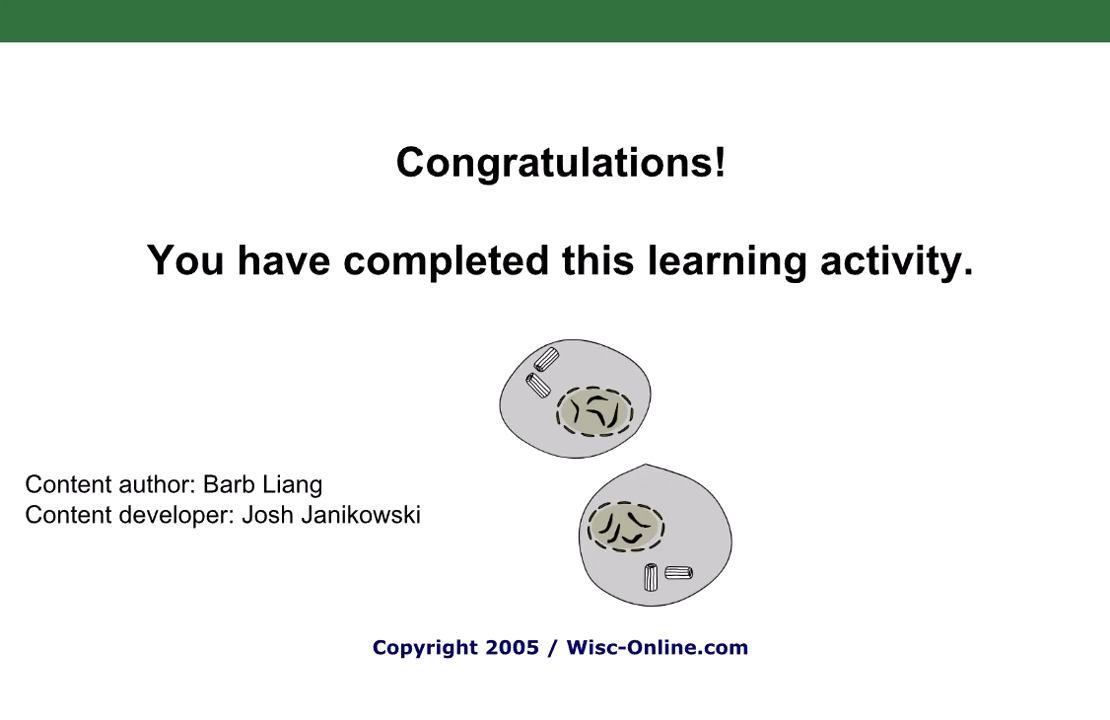 Congratulations!
You have completed this learning activity.
Content author: Barb Liang
Content developer: Josh Janikowski
Copyright 2005 / Wisc-Online.com